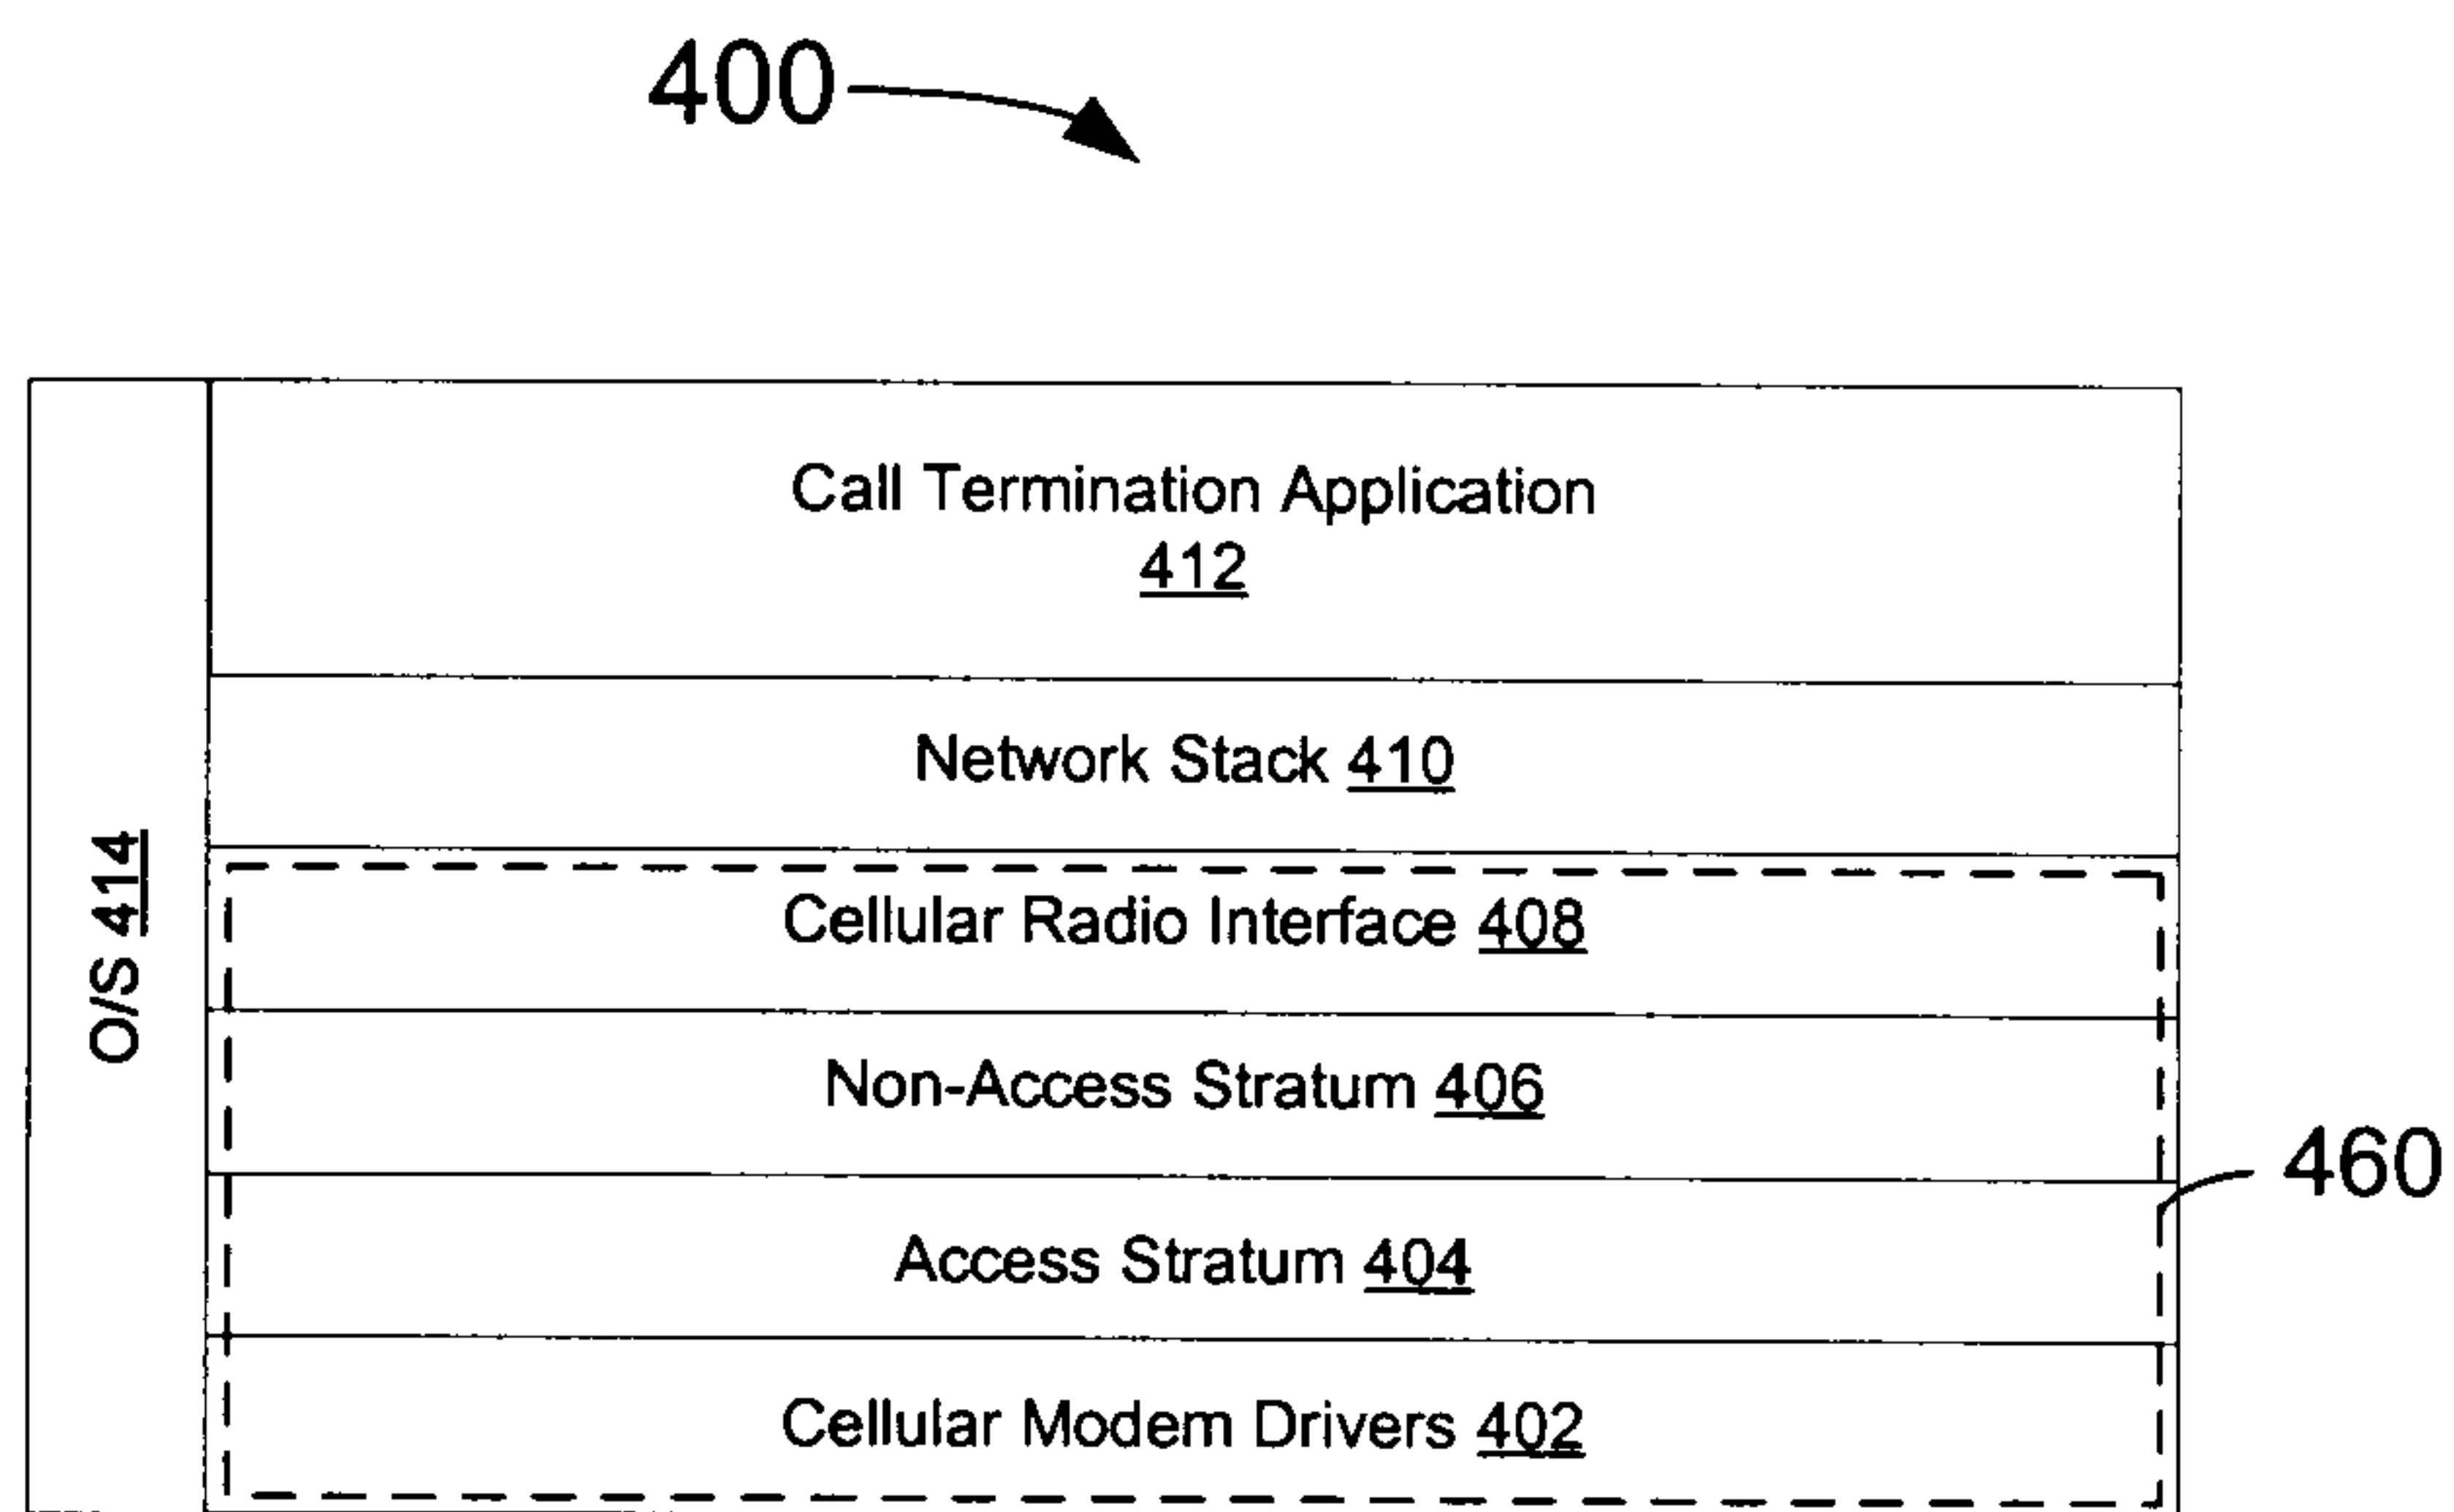 400
Call Termination Application
412
Network Stack 410
O/S 414
Cellular Radio Interface 408
Non-Access Stratum 406
460
Access Stratum 404
Cellular Modem Drivers 402